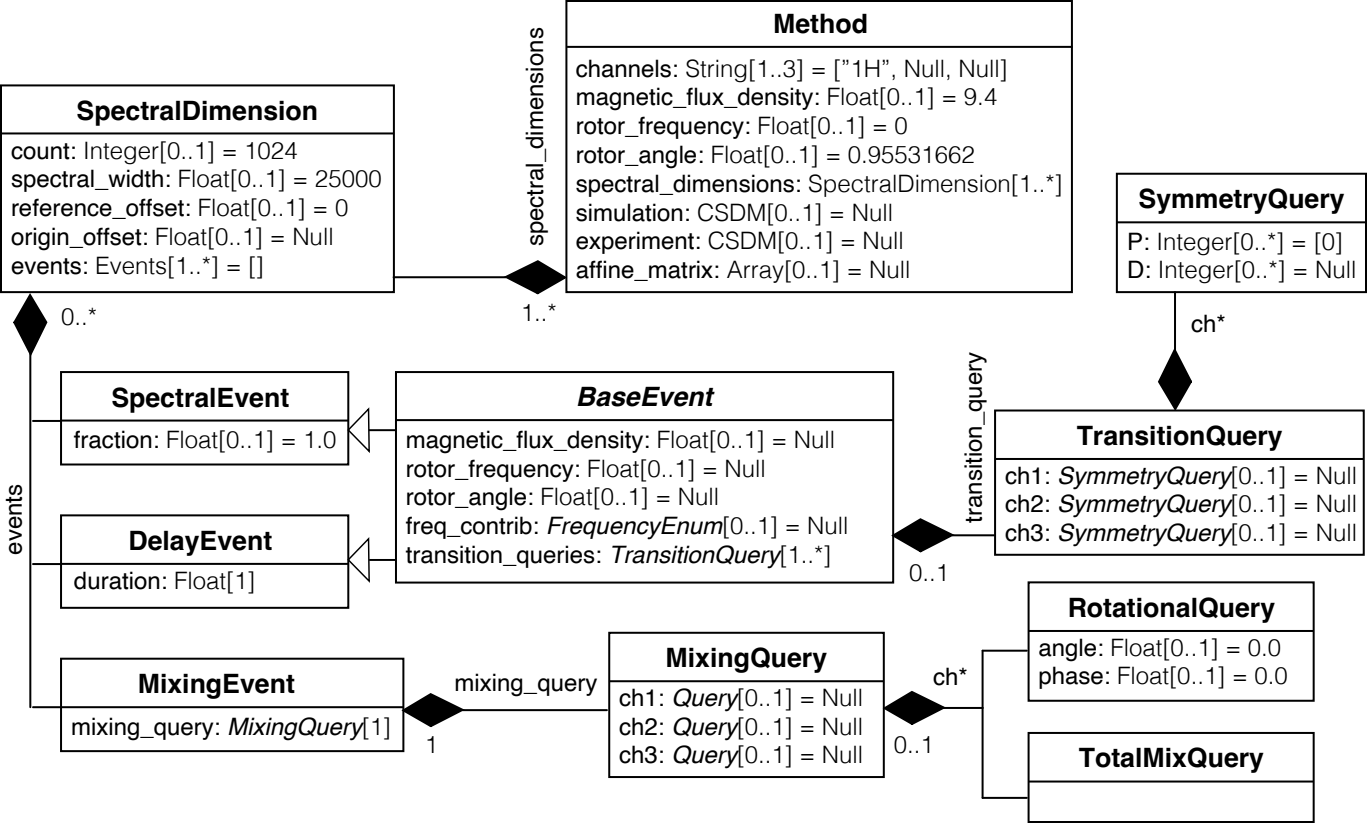 Method
channels: String[1..3] = ["1H", Null, Null]
magnetic_flux_density: Float[0..1] = 9.4
rotor_frequency: Float[0..1] = 0
rotor_angle: Float[0..1] = 0.95531662
spectral_dimensions: SpectralDimension[1..*]
simulation: CSDM[0..1] = Null
experiment: CSDM[0..1] = Null
affine_matrix: Array[0..1] = Null
spectral_dimensions
1..*
SpectralDimension
count: Integer[0..1] = 1024
spectral_width: Float[0..1] = 25000
reference_offset: Float[0..1] = 0
origin_offset: Float[0..1] = Null
events: Events[1..*] = []
0..*
events
SymmetryQuery
P: Integer[0..*] = [0]
D: Integer[0..*] = Null
ch*
SpectralEvent
fraction: Float[0..1] = 1.0
BaseEvent
magnetic_flux_density: Float[0..1] = Null
rotor_frequency: Float[0..1] = Null
rotor_angle: Float[0..1] = Null
freq_contrib: FrequencyEnum[0..1] = Null
transition_queries: TransitionQuery[1..*]
transition_query
0..1
TransitionQuery
ch1: SymmetryQuery[0..1] = Null
ch2: SymmetryQuery[0..1] = Null
ch3: SymmetryQuery[0..1] = Null
DelayEvent
duration: Float[1]
MixingEvent
mixing_query: MixingQuery[1]
mixing_query
1
MixingQuery
ch1: Query[0..1] = Null
ch2: Query[0..1] = Null
ch3: Query[0..1] = Null
ch*
0..1
RotationalQuery
angle: Float[0..1] = 0.0
phase: Float[0..1] = 0.0
TotalMixQuery